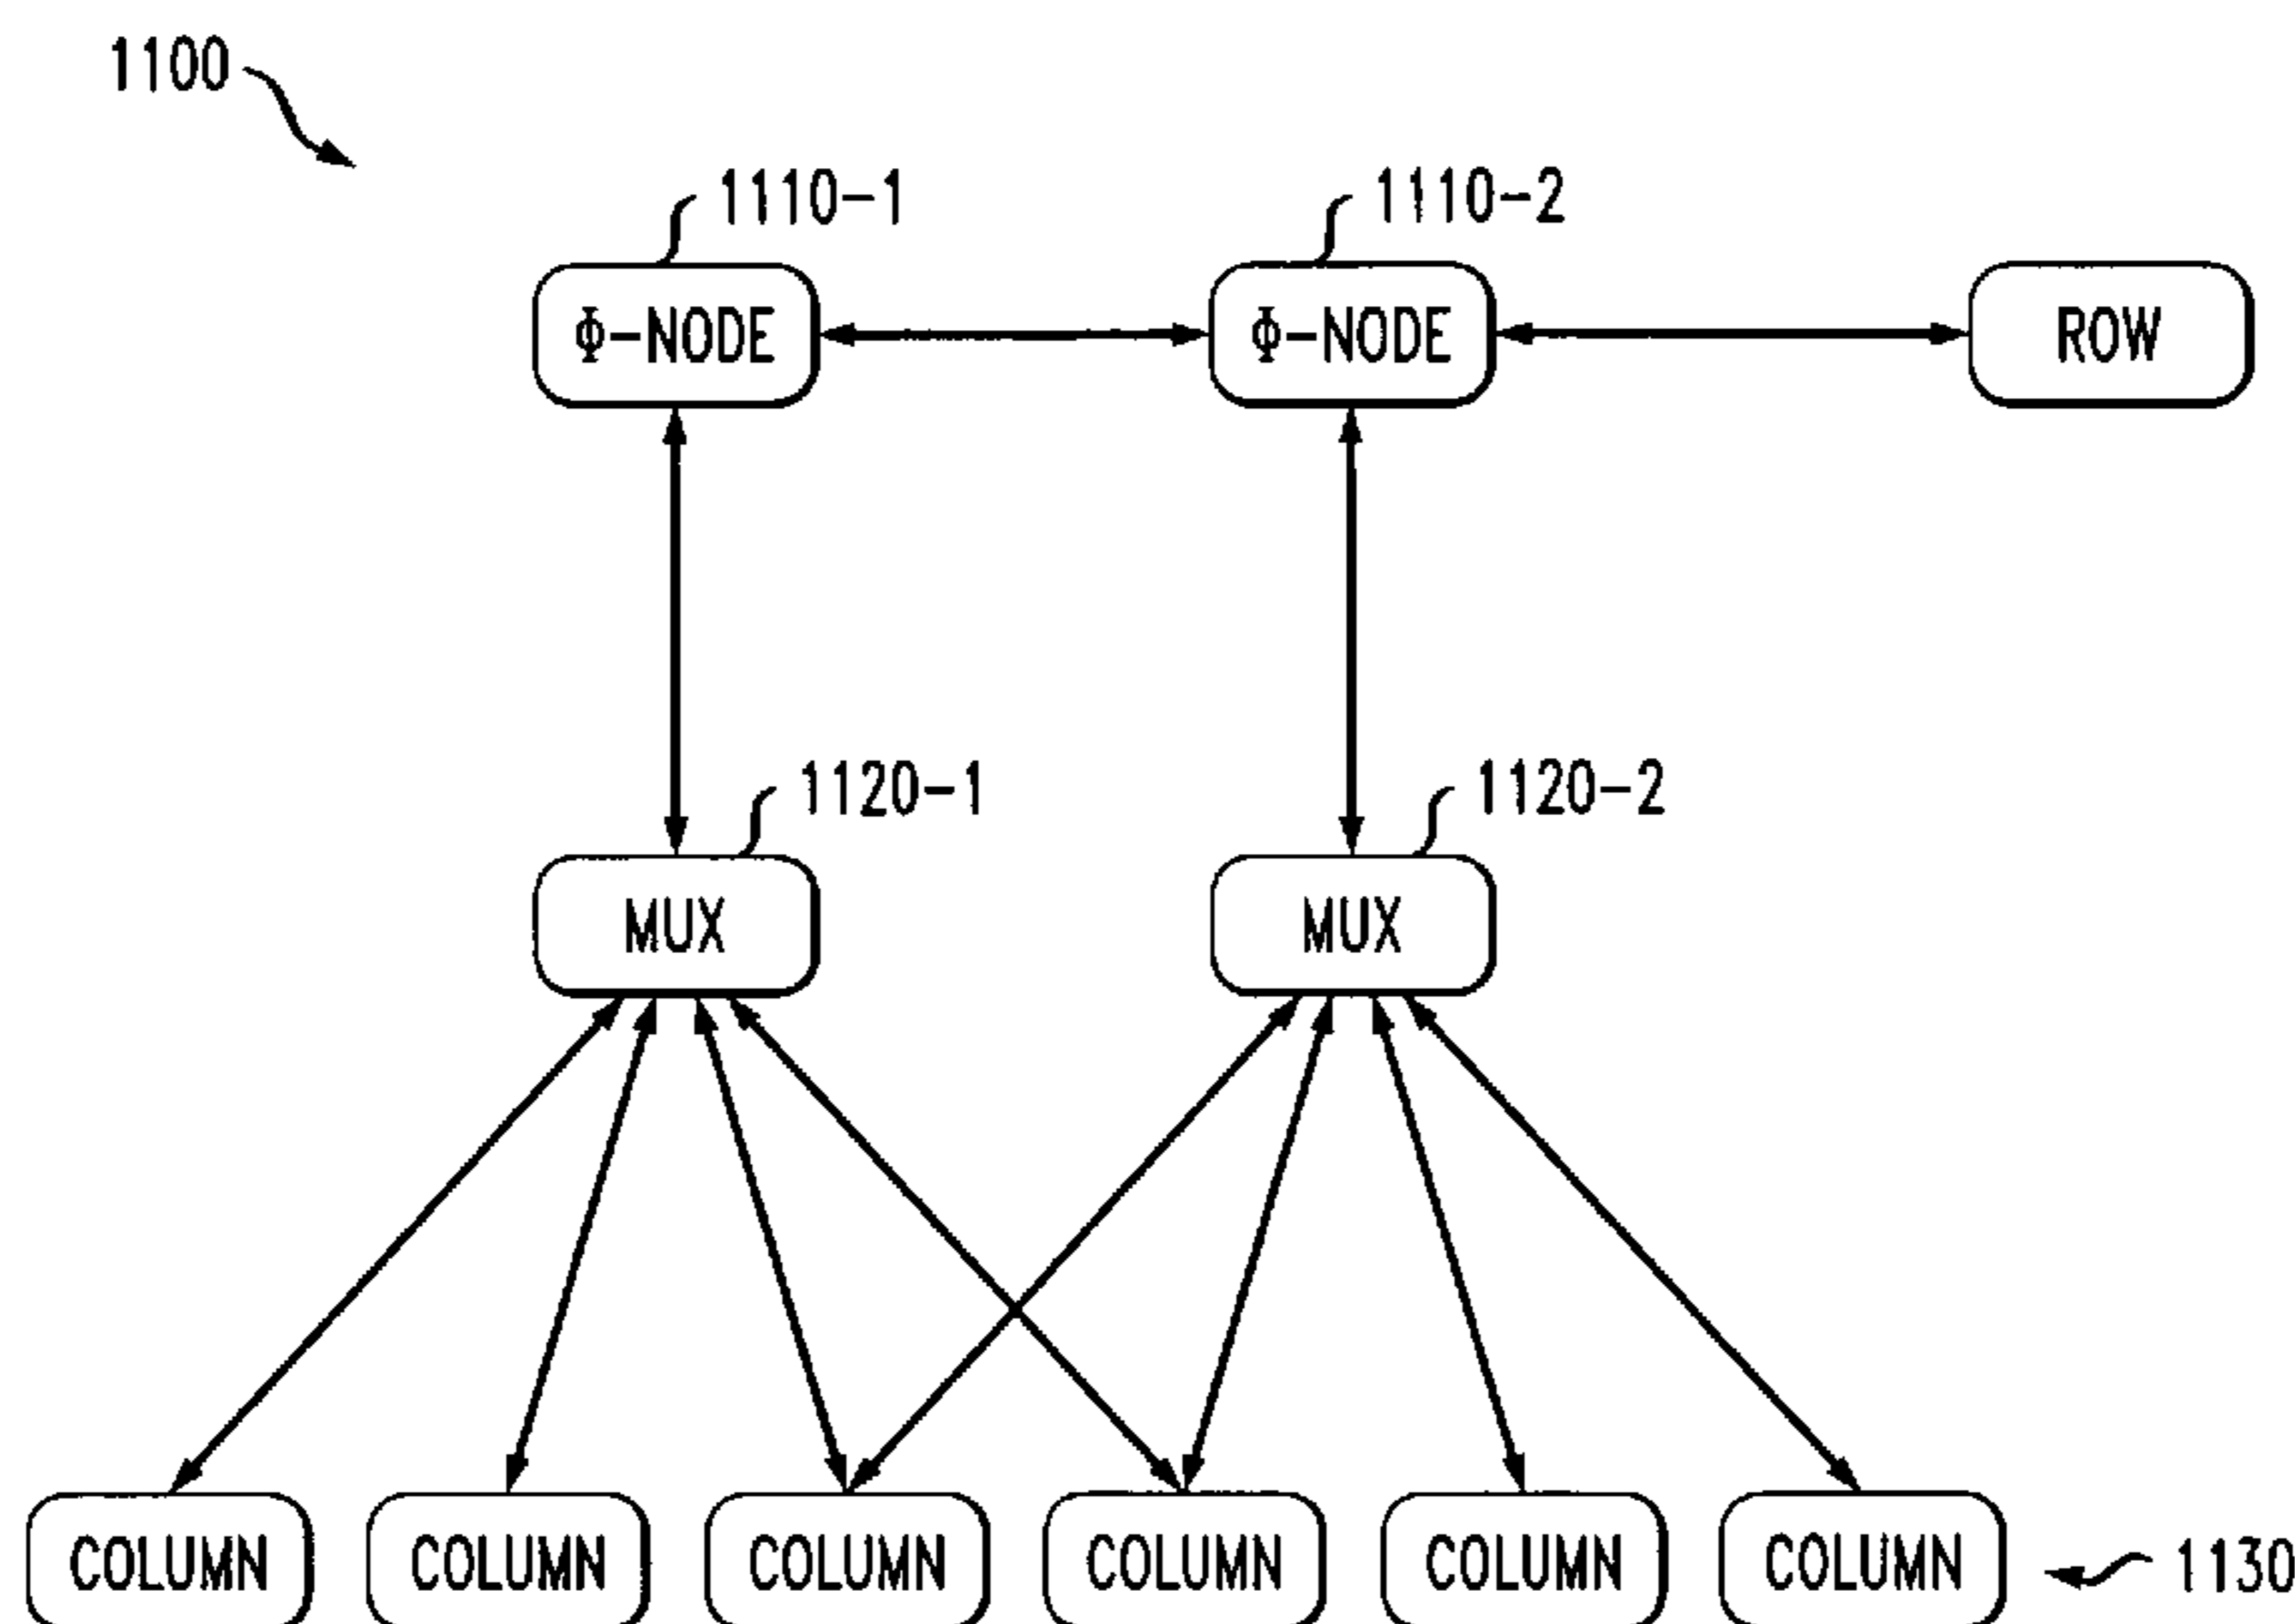 1100
1110-1 1110-2
Φ-NODE Φ-NODE ROW
1120-1 1120-2
MUX MUX
COLUMN COLUMN COLUMN COLUMN COLUMN COLUMN 1130